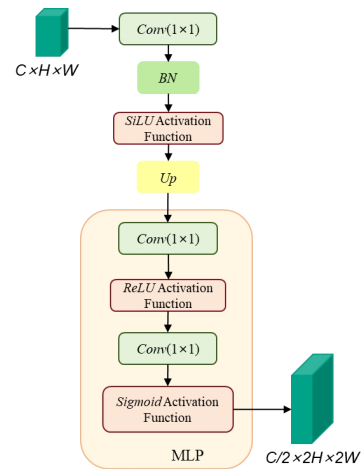 Conv(1×1)
C×H×W
BN
SiLU Activation
Function
Up
Conv(1×1)
ReLU Activation
Function
Conv(1×1)
Sigmoid Activation
Function
MLP
C/2×2H×2W